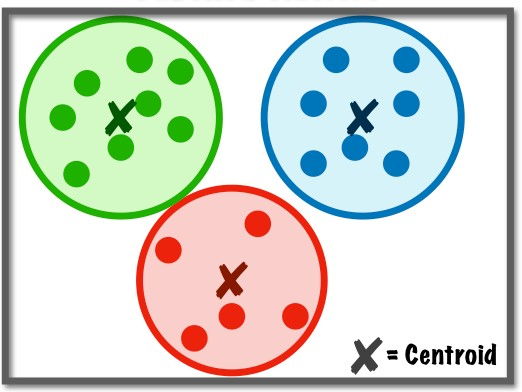 = Centroid